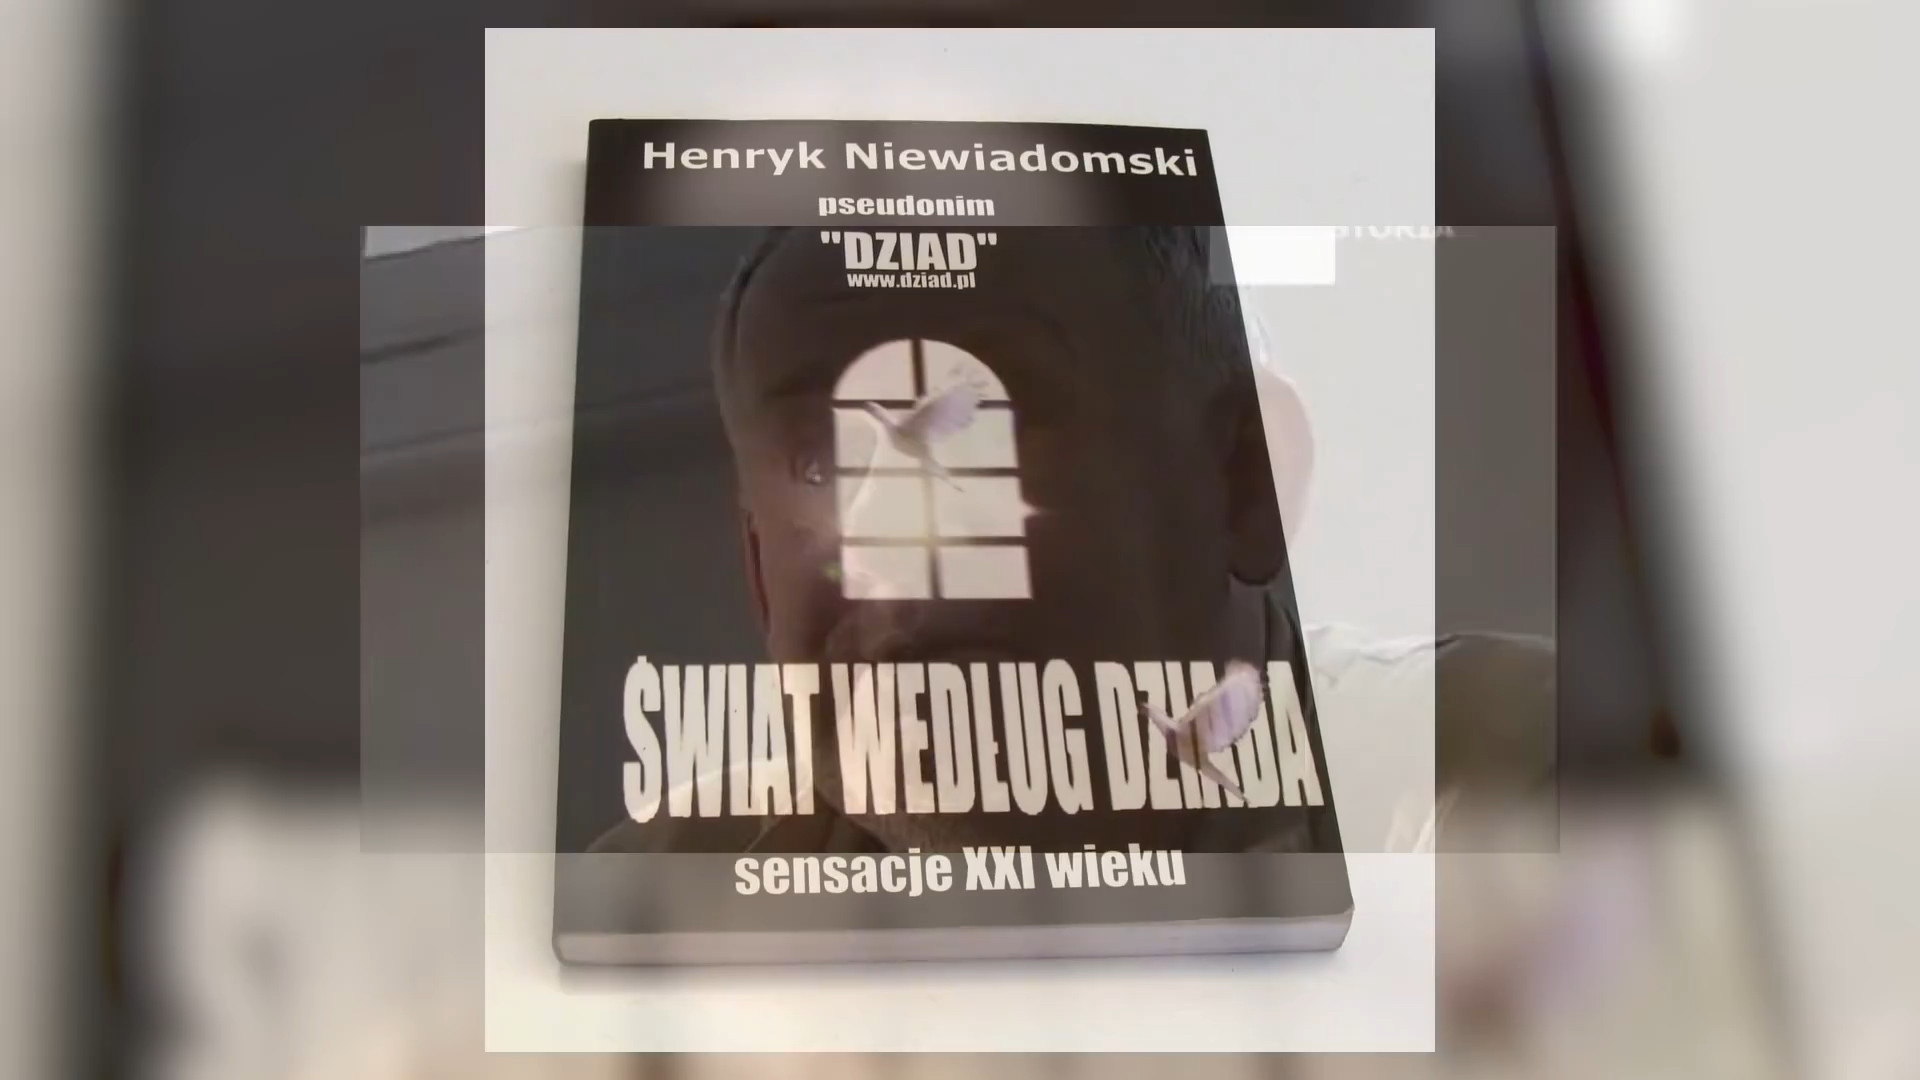 Henryk Niewiadomski
pseudonim
"DZIAD"
www.dziad.pl
ŚWIAT WEDŁUG DZIADA
sensacje XXI wieku